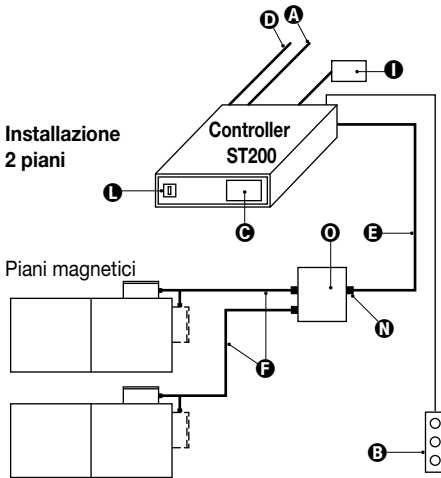 D
A
I
Installazione
2 piani
Controller
ST200
L
C
O
E
Piani magnetici
N
F
B